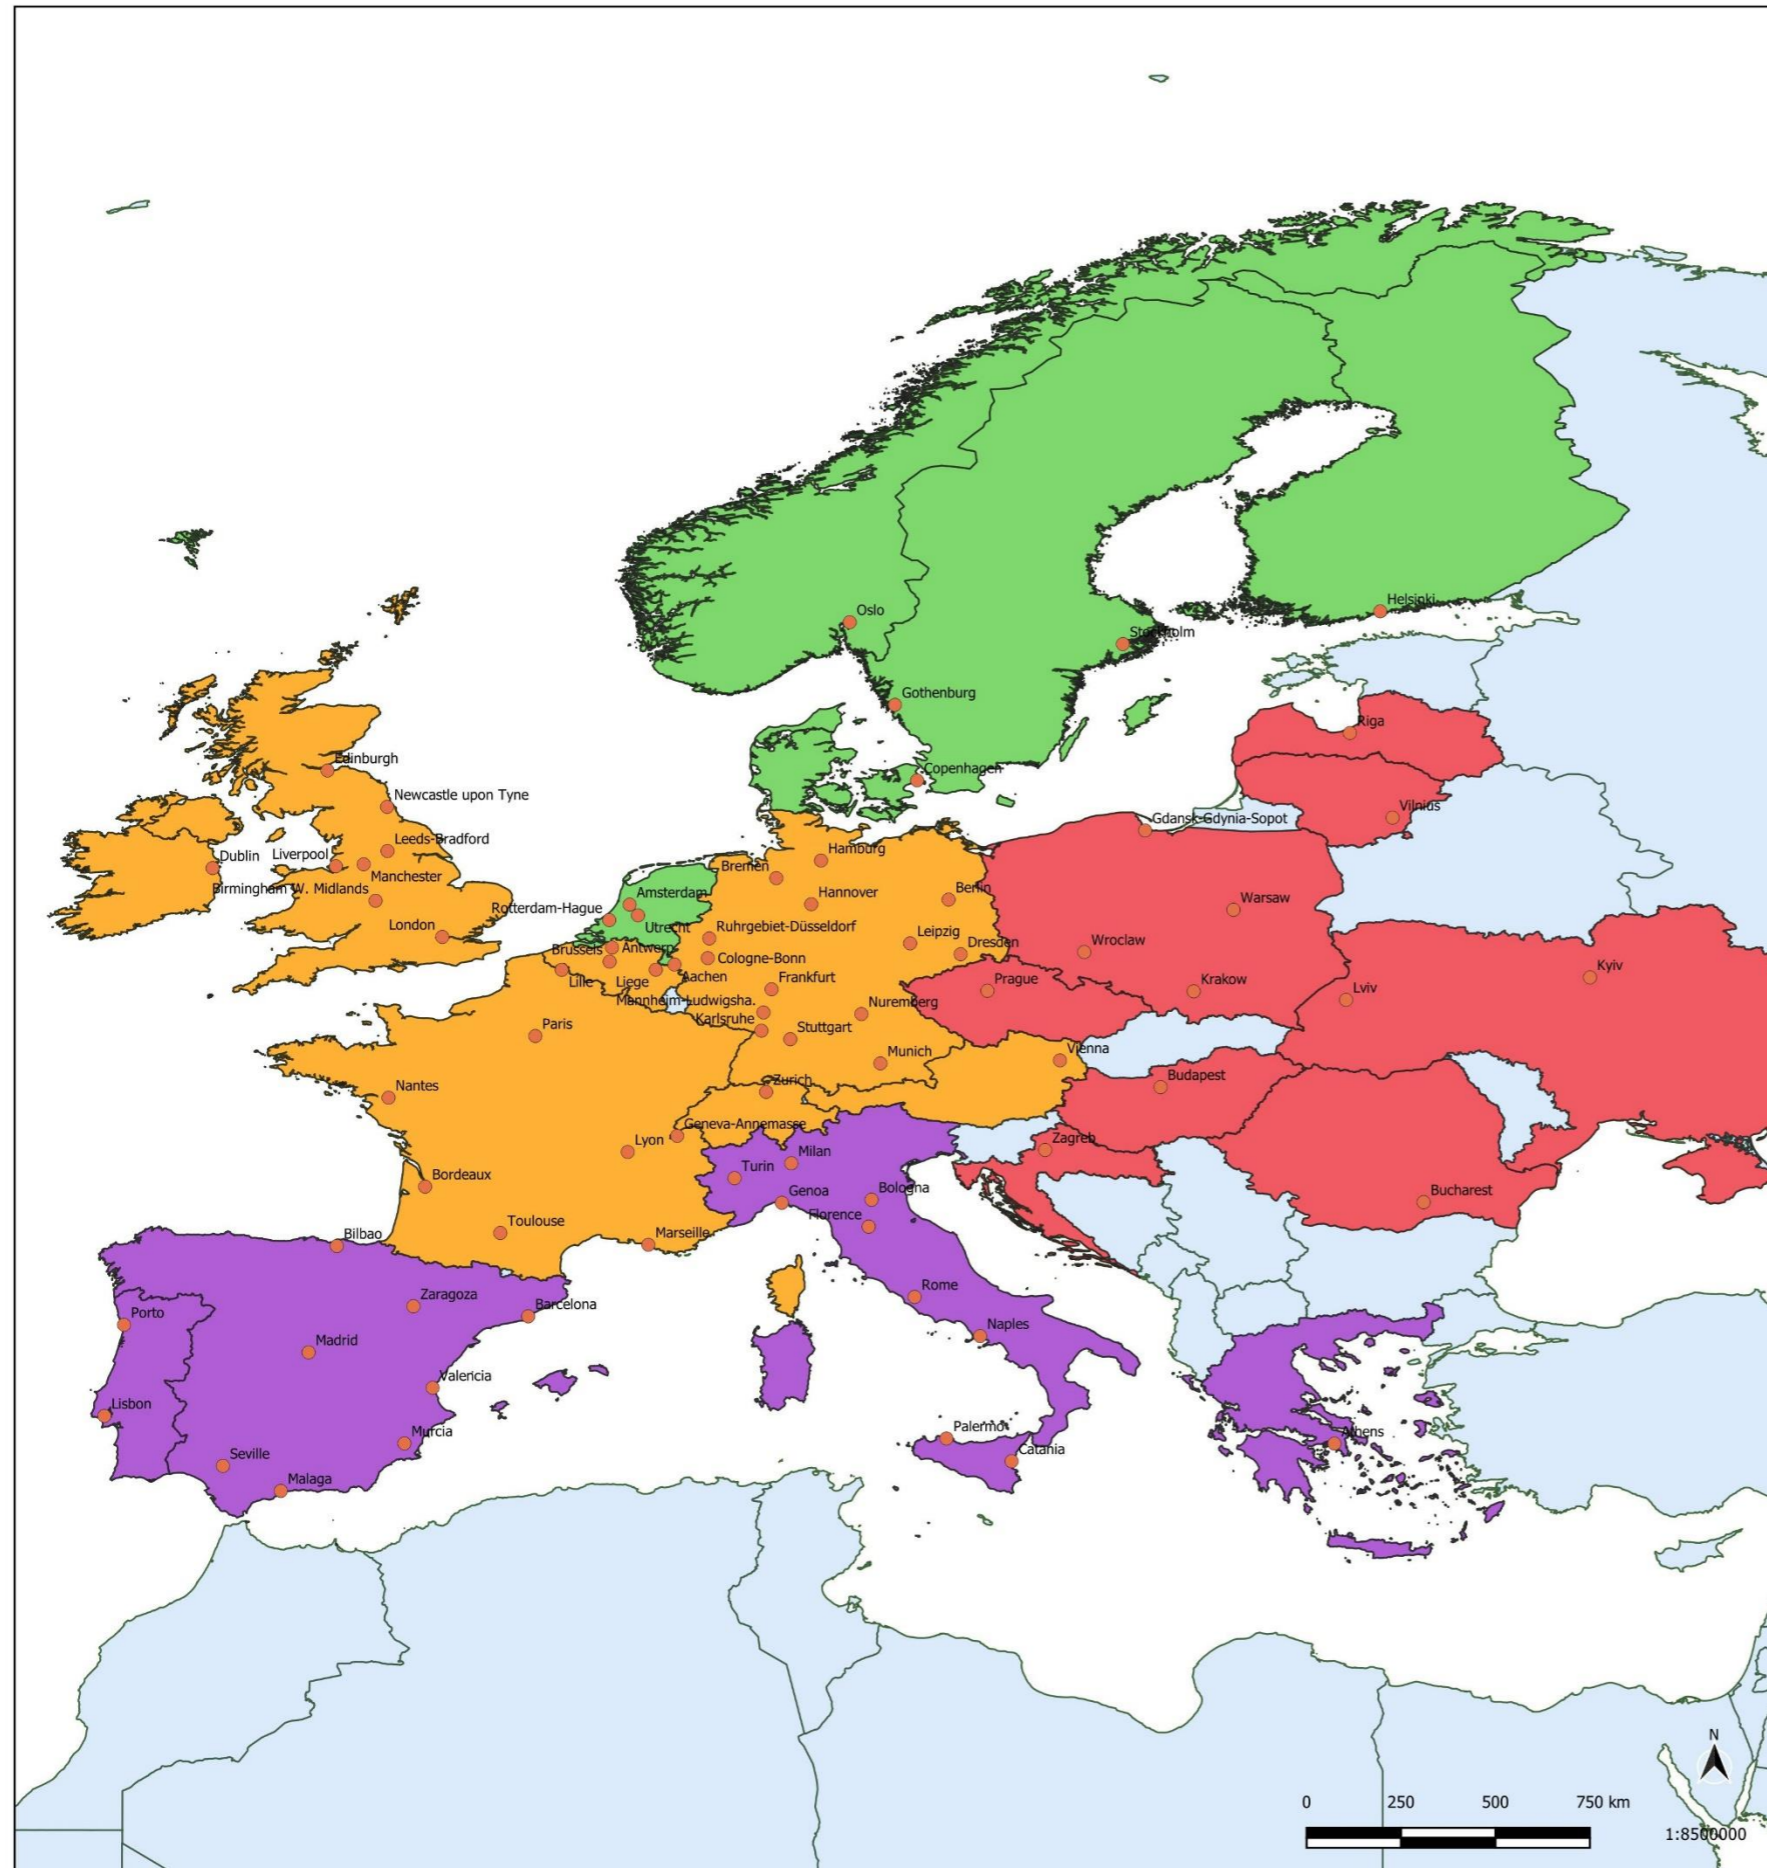 Oslo
Helsinki
Stockholm
Gothenburg
Riga
Edinburgh
Copenhagen
Newcastle upon Tyne
Vilnius
Gdansk-Gdynia-Sopot
Leeds-Bradford
Dublin
Liverpool
Hamburg
Bremen
Manchester
Birmingham W. Midlands
Amsterdam
Hannover
Berlin
Warsaw
Rotterdam-Hague
London
Utrecht
Ruhrgebiet-Düsseldorf
Leipzig
Dresden
Wroclaw
Brussels
Antwerp
Cologne-Bonn
Kyiv
Lille
Liege
Aachen
Frankfurt
Prague
Krakow
Lviv
Mannheim-Ludwigsha.
Nuremberg
Karlsruhe
Paris
Stuttgart
Munich
Vienna
Nantes
Zurich
Budapest
Geneva-Annemasse
Lyon
Zagreb
Milan
Turin
Bordeaux
Genoa
Bologna
Bucharest
Florence
Toulouse
Bilbao
Marseille
Rome
Zaragoza
Barcelona
Porto
Naples
Madrid
Valencia
Lisbon
Murcia
Palermo
Athens
Catania
Seville
Malaga
N
0 250 500 750 km
1:8500000